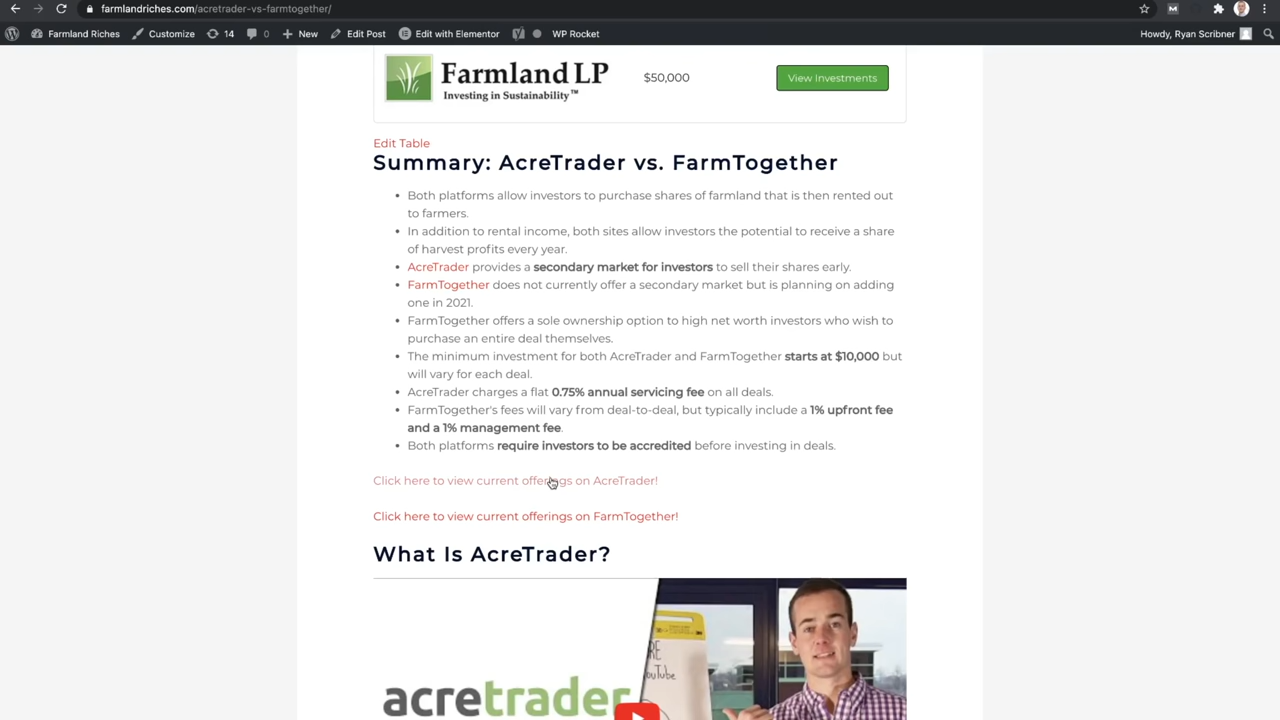 farmlandriches.com/acretrader-vs-farmtogether/
Farmland Riches Customize 14 0 New Edit Post Edit with Elementor WP Rocket Howdy, Ryan Scribner
Farmland LP
Investing in Sustainability™
$50,000
View Investments
Edit Table
Summary: AcreTrader vs. FarmTogether
• Both platforms allow investors to purchase shares of farmland that is then rented out
to farmers.
• In addition to rental income, both sites allow investors the potential to receive a share
of harvest profits every year.
• AcreTrader provides a secondary market for investors to sell their shares early.
• FarmTogether does not currently offer a secondary market but is planning on adding
one in 2021.
• FarmTogether offers a sole ownership option to high net worth investors who wish to
purchase an entire deal themselves.
• The minimum investment for both AcreTrader and FarmTogether starts at $10,000 but
will vary for each deal.
• AcreTrader charges a flat 0.75% annual servicing fee on all deals.
• FarmTogether's fees will vary from deal-to-deal, but typically include a 1% upfront fee
and a 1% management fee.
• Both platforms require investors to be accredited before investing in deals.
Click here to view current offerings on AcreTrader!
Click here to view current offerings on FarmTogether!
What Is AcreTrader?
acretrader